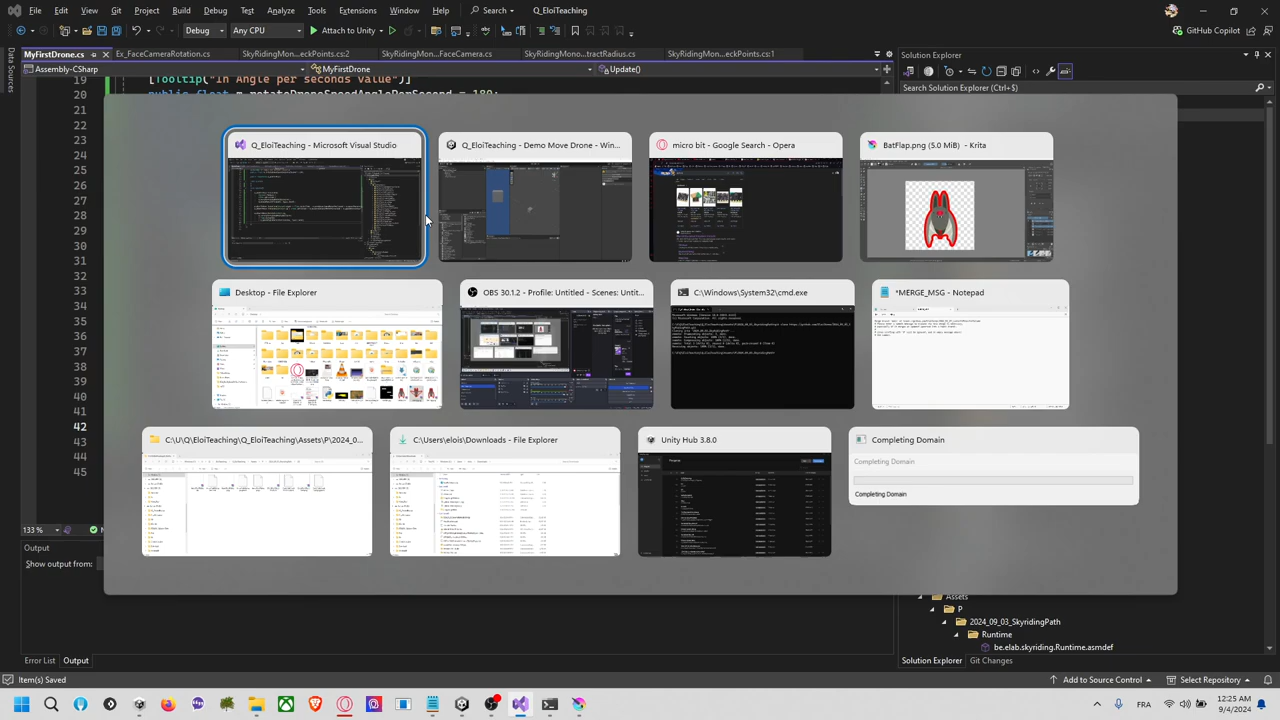 File Edit View Git Project Build Debug Test Analyze Tools Extensions Window Help Search Q_EloiTeaching
Debug Any CPU Attach to Unity GitHub Copilot
MyFirstDrone.cs Ex_FaceCameraRotation.cs SkyRidingMon...eckPoints.cs:2 SkyRidingMon...FaceCamera.cs SkyRidingMono...tractRadius.cs SkyRidingMon...eckPoints.cs:1 Solution Explorer
Assembly-CSharp MyFirstDrone Update()
Data Sources
Search Solution Explorer (Ctrl+$)
19 [Tooltip("In Angle per seconds value")]
20 public float m_rotateDroneSpeedAnglePerSecond = 180;
21
22
23
24
25
26
27
28
29
30
31
32
33
34
35
36
37
38
39
40
41
42
43
44
45
Q_EloiTeaching - Microsoft Visual Studio
Q_EloiTeaching - Demo Move Drone - Win...
micro bit - Google Search - Opera
BatFlap.png (5.0 MiB) - Krita
Desktop - File Explorer
OBS 30.1.2 - Profile: Untitled - Scenes: Untit...
C:\Windows\System32\cmd.exe
*MERGE_MSG - Notepad
C:\U\Q\EloiTeaching\Q_EloiTeaching\Assets\P\2024_0...
C:\Users\elois\Downloads - File Explorer
Unity Hub 3.8.0
Completing Domain
Completing Domain
Completing Domain
Output
Show output from:
Assets
P
2024_09_03_SkyridingPath
Runtime
be.elab.skyriding.Runtime.asmdef
Error List Output Solution Explorer Git Changes
Item(s) Saved Add to Source Control Select Repository
FRA 12:25 AM
9/4/2024